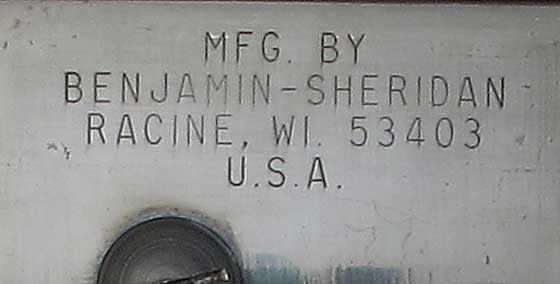 MFG. BY
BENJAMIN-SHERIDAN
RACINE, WI. 53403
U.S.A.